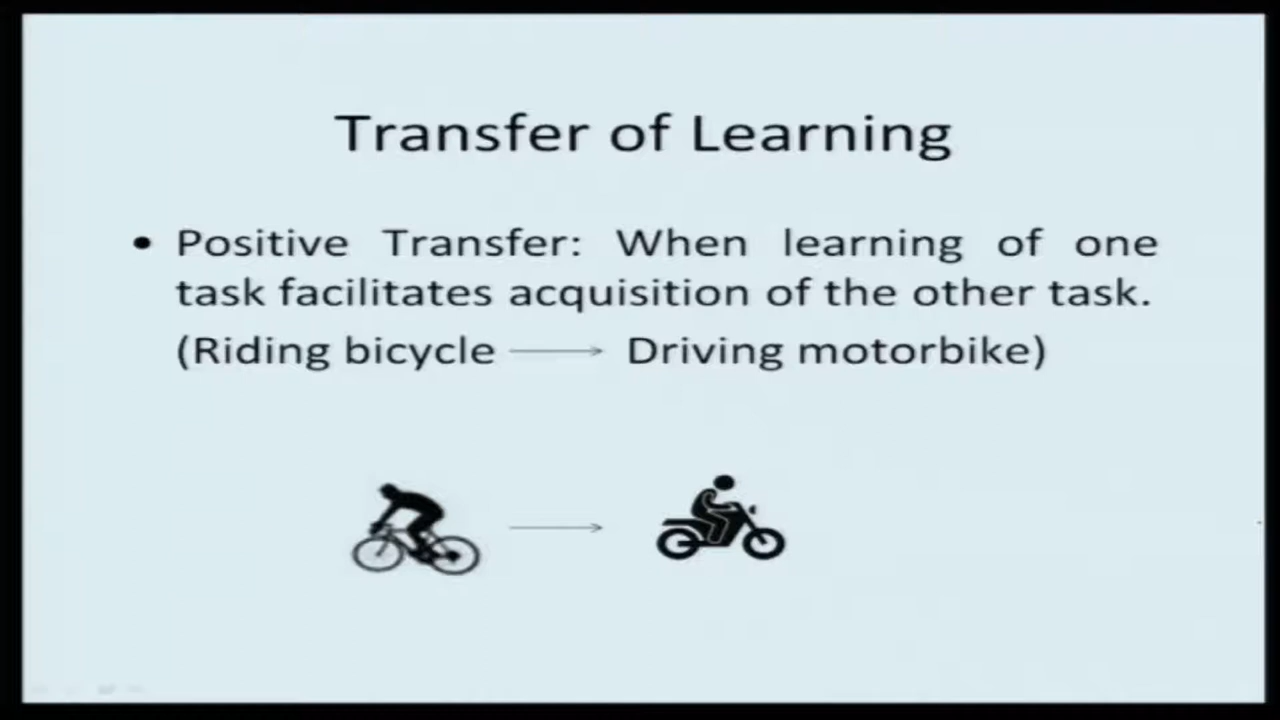 Transfer of Learning
• Positive Transfer: When learning of one
task facilitates acquisition of the other task.
(Riding bicycle ⟶ Driving motorbike)